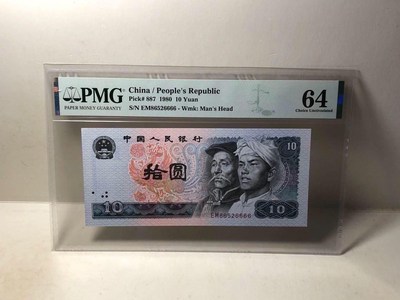 PMG
PAPER MONEY GUARANTY
China / People's Republic
Pick# 887 1980 10 Yuan
S/N EM86526666 - Wmk: Man's Head
64
Choice Uncirculated
中国人民银行
10
拾圆
10
EM86526666
10